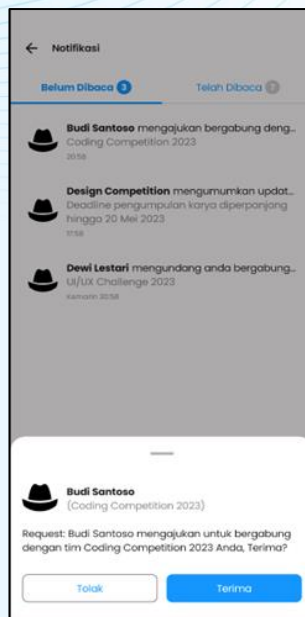 Notifikasi
Belum Dibaca 3
Telah Dibaca 7
Budi Santoso mengajukan bergabung deng...
Coding Competition 2023
20:58
Design Competition mengumumkan updat...
Deadline pengumpulan karya diperpanjang
hingga 20 Mei 2023
17:58
Dewi Lestari mengundang anda bergabung...
UI/UX Challenge 2023
kemarin 20:58
Budi Santoso
(Coding Competition 2023)
Request: Budi Santoso mengajukan untuk bergabung
dengan tim Coding Competition 2023 Anda, Terima?
Tolak
Terima